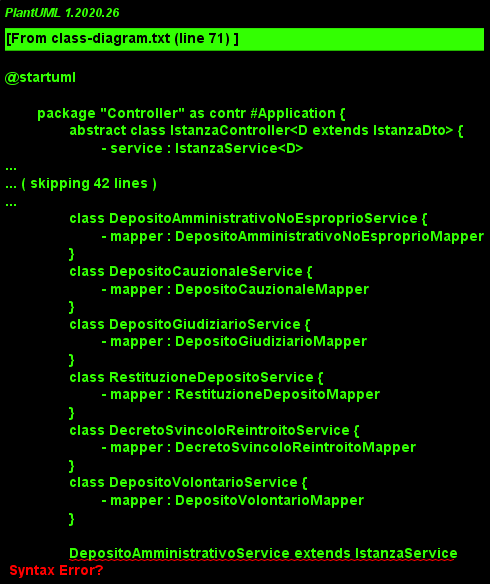 PlantUML 1.2020.26
[From class-diagram.txt (line 71) ]
@startuml
package "Controller" as contr #Application {
abstract class IstanzaController<D extends IstanzaDto> {
- service : IstanzaService<D>
...
... ( skipping 42 lines )
...
class DepositoAmministrativoNoEsproprioService {
- mapper : DepositoAmministrativoNoEsproprioMapper
}
class DepositoCauzionaleService {
- mapper : DepositoCauzionaleMapper
}
class DepositoGiudiziarioService {
- mapper : DepositoGiudiziarioMapper
}
class RestituzioneDepositoService {
- mapper : RestituzioneDepositoMapper
}
class DecretoSvincoloReintroitoService {
- mapper : DecretoSvincoloReintroitoMapper
}
class DepositoVolontarioService {
- mapper : DepositoVolontarioMapper
}
DepositoAmministrativoService extends IstanzaService
Syntax Error?